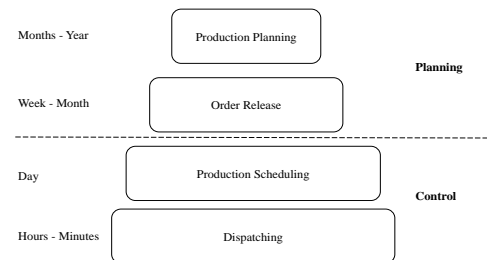 Months - Year
Production Planning
Planning
Week - Month
Order Release
Day
Production Scheduling
Control
Hours - Minutes
Dispatching